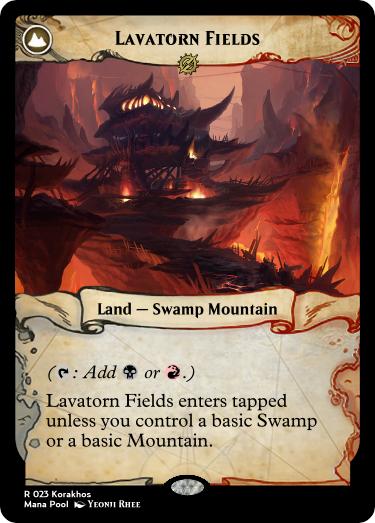 Lavatorn Fields
Land — Swamp Mountain
( : Add or .)
Lavatorn Fields enters tapped
unless you control a basic Swamp
or a basic Mountain.
R 023 Korakhos
Mana Pool Yeonji Rhee